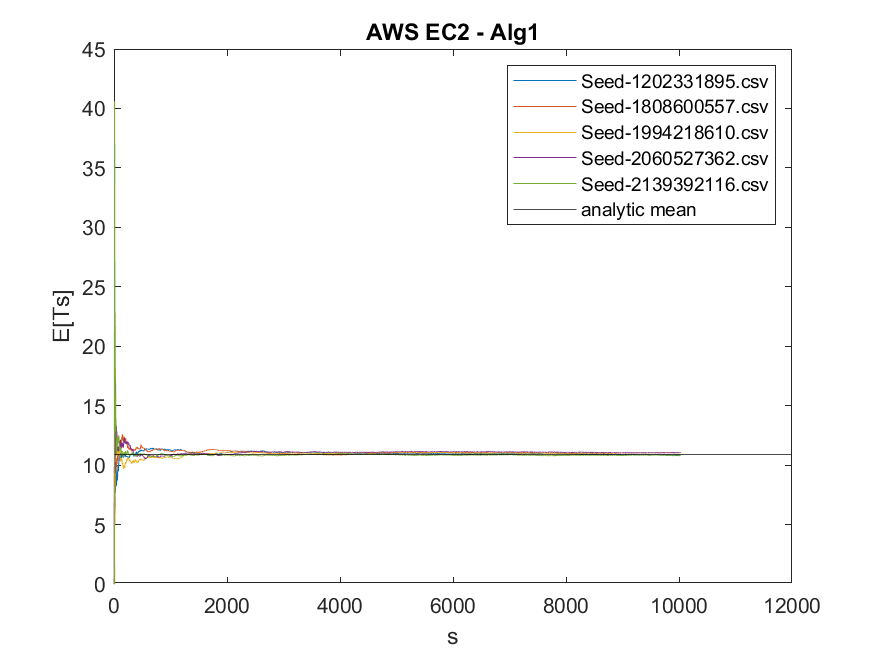 AWS EC2 - Alg1
45
40
35
30
25
20
15
10
5
0
E[Ts]
Seed-1202331895.csv
Seed-1808600557.csv
Seed-1994218610.csv
Seed-2060527362.csv
Seed-2139392116.csv
analytic mean
0 2000 4000 6000 8000 10000 12000
s